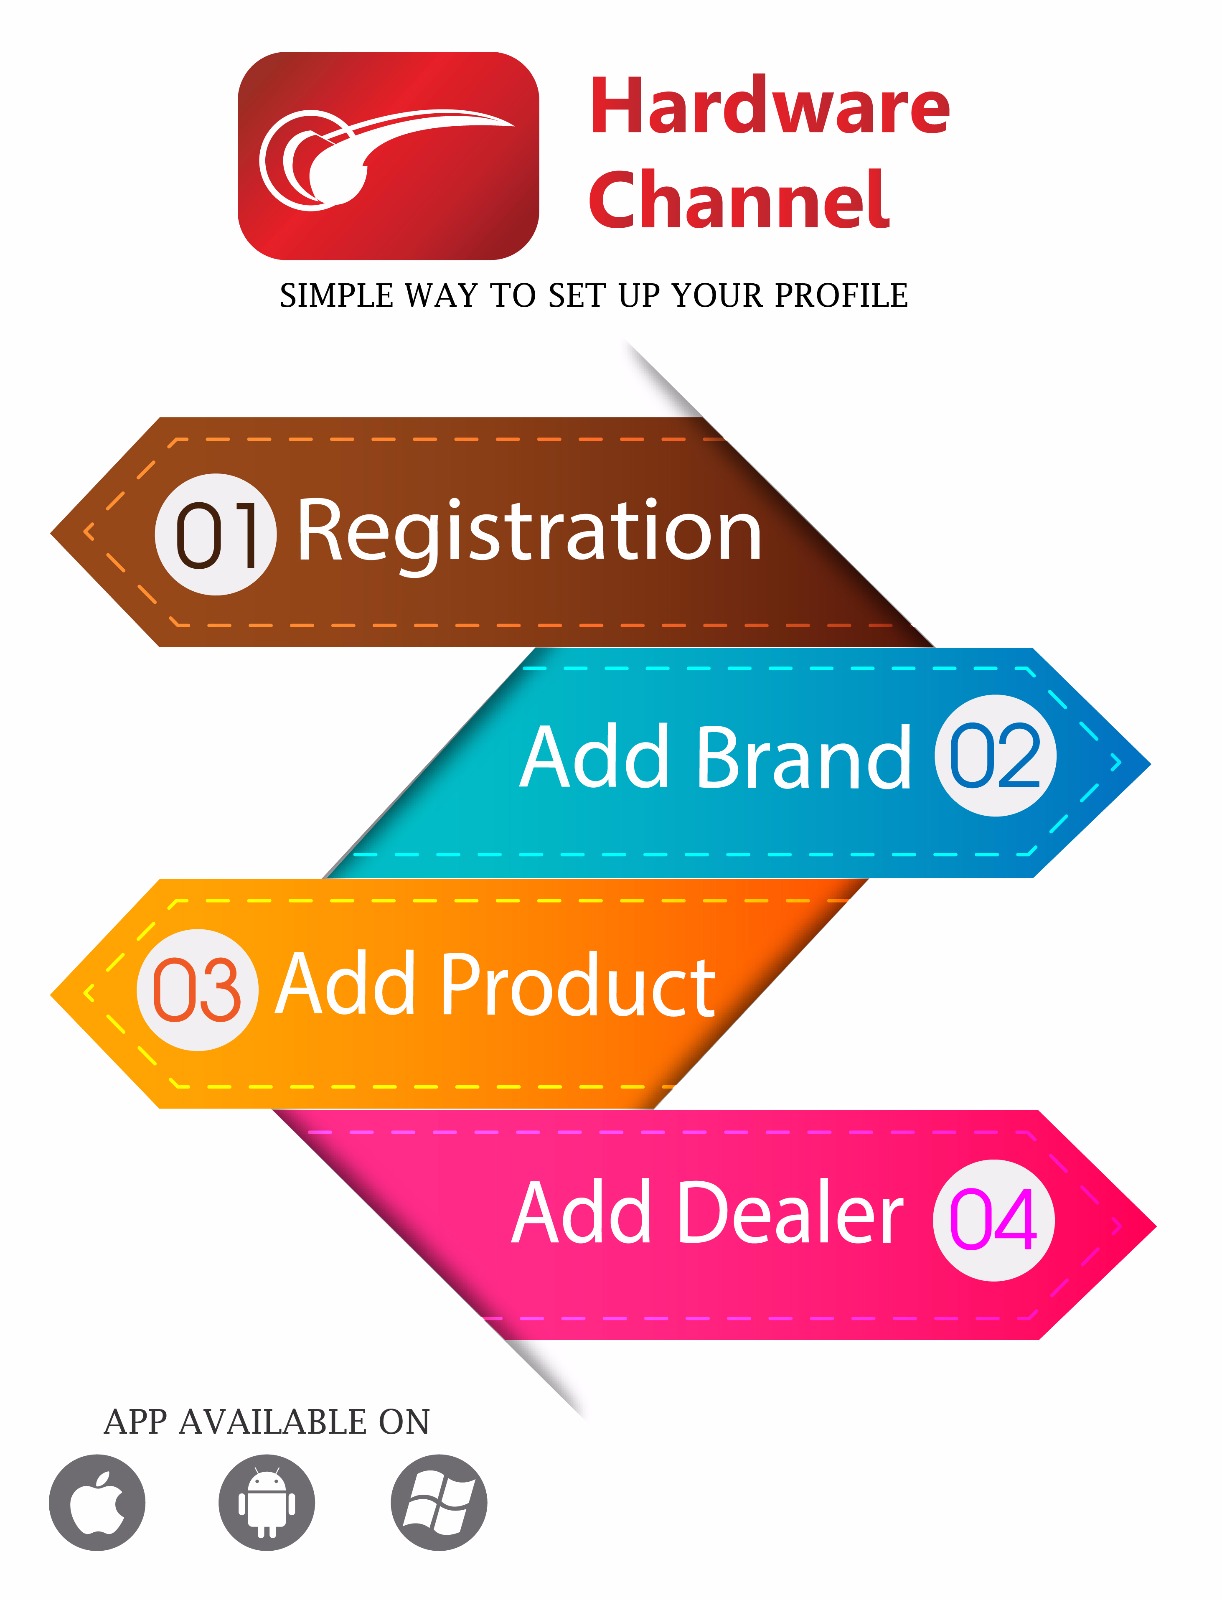 Hardware
Channel
SIMPLE WAY TO SET UP YOUR PROFILE
01 Registration
Add Brand 02
03 Add Product
Add Dealer 04
APP AVAILABLE ON